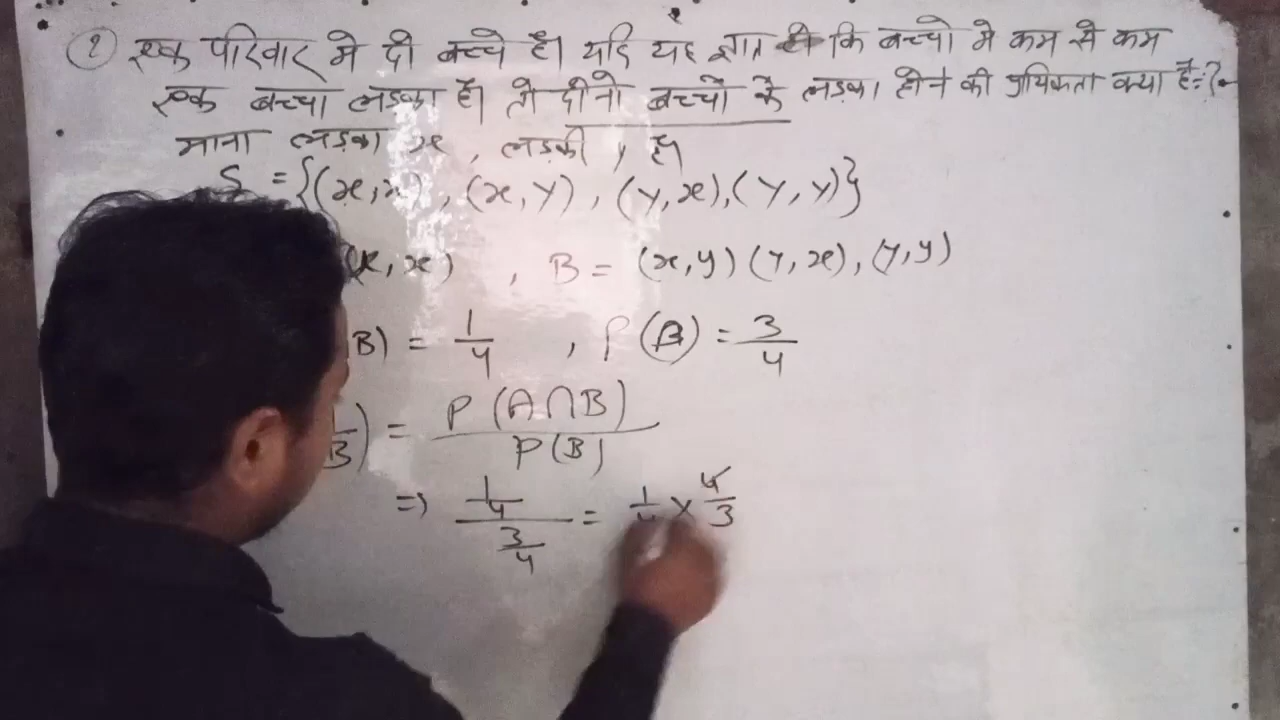 ② एक परिवार मे दो बच्चे है। यदि यह ज्ञात हो कि बच्चो मे कम से कम
एक बच्चा लड़का है। तो दोनो बच्चों के लड़का होने की प्रायिकता क्या है:-?
माना लड़का x, लड़की y है।
S = {(x,x), (x,y), (y,x),(y,y)}
(x,x) , B = (x,y) (y,x), (y,y)
B) = 1/4 , P(B) = 3/4
B) = P(A∩B)/P(B)
=> 1/4 / 3/4 = 1/4 × 4/3